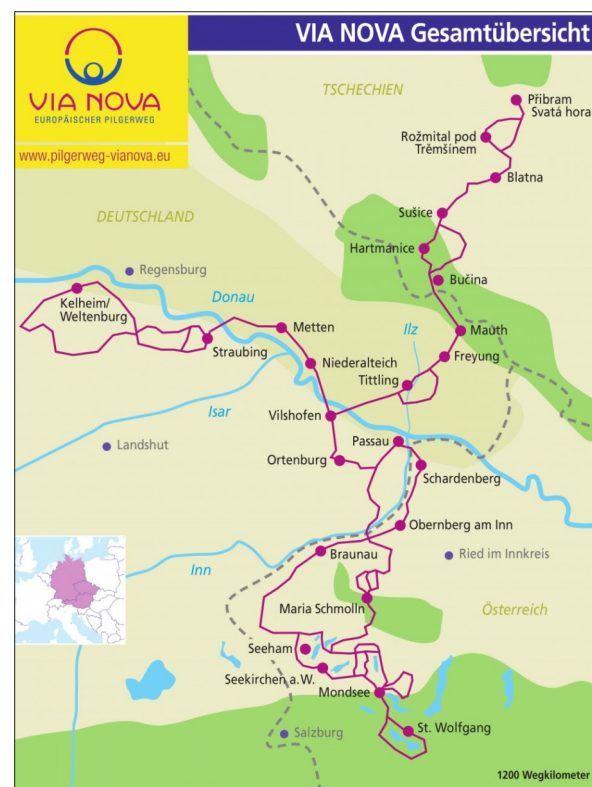 VIA NOVA Gesamtübersicht
VIA NOVA
EUROPÄISCHER PILGERWEG
www.pilgerweg-vianova.eu
TSCHECHIEN
Příbram
Svatá hora
Rožmital pod
Trěmšínem
Blatna
Sušice
DEUTSCHLAND
Hartmanice
Regensburg
Bučina
Kelheim/
Weltenburg
Donau
Metten
Ilz
Mauth
Straubing
Freyung
Niederalteich
Tittling
Isar
Vilshofen
Passau
Landshut
Ortenburg
Schardenberg
Obernberg am Inn
Braunau
Ried im Innkreis
Inn
Maria Schmolln
Österreich
Seeham
Seekirchen a.W.
Mondsee
St. Wolfgang
Salzburg
1200 Wegkilometer